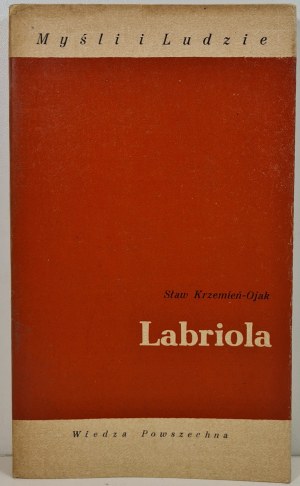 Myśli i Ludzie
Sław Krzemień-Ojak
Labriola
Wiedza Powszechna